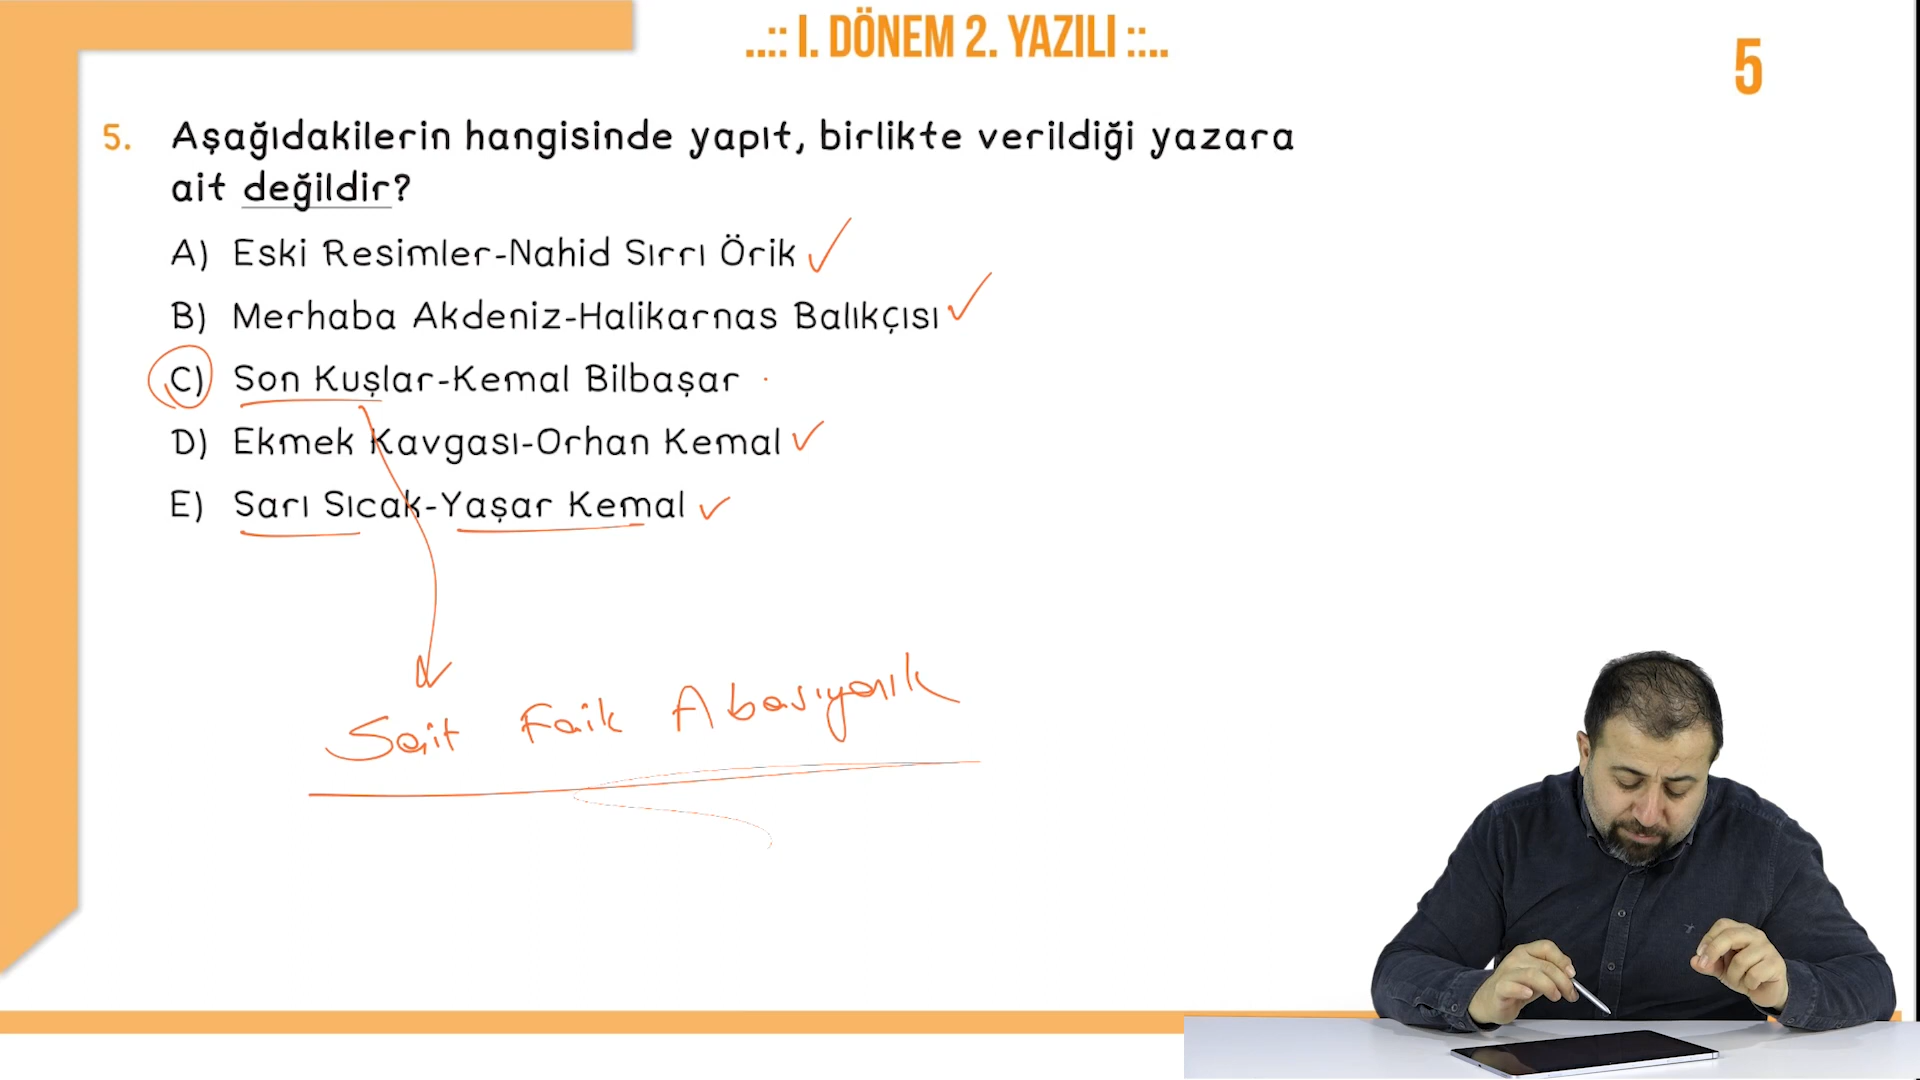 ..:: I. DÖNEM 2. YAZILI ::..
5
5. Aşağıdakilerin hangisinde yapıt, birlikte verildiği yazara
ait değildir?
A) Eski Resimler-Nahid Sırrı Örik
B) Merhaba Akdeniz-Halikarnas Balıkçısı
C) Son Kuşlar-Kemal Bilbaşar
D) Ekmek Kavgası-Orhan Kemal
E) Sarı Sıcak-Yaşar Kemal
Sait Faik Abasıyanık